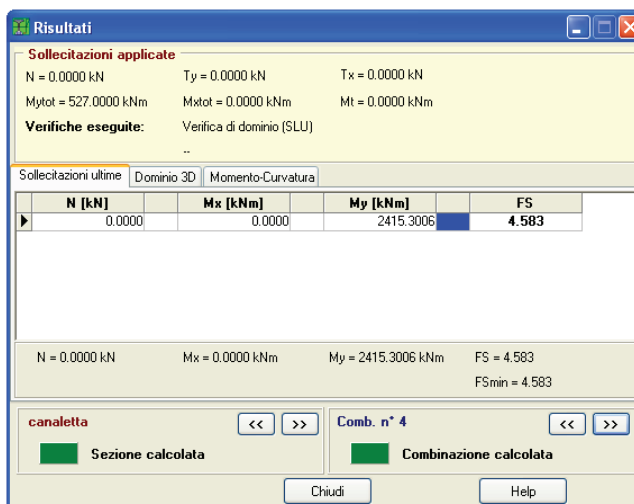 Risultati
Sollecitazioni applicate
N = 0.0000 kN Ty = 0.0000 kN Tx = 0.0000 kN
Mytot = 527.0000 kNm Mxtot = 0.0000 kNm Mt = 0.0000 kNm
Verifiche eseguite: Verifica di dominio (SLU)
--
Sollecitazioni ultime Dominio 3D Momento-Curvatura
N [kN] Mx [kNm] My [kNm] FS
0.0000 0.0000 2415.3006 4.583
N = 0.0000 kN Mx = 0.0000 kNm My = 2415.3006 kNm FS = 4.583
FSmin = 4.583
canaletta << >> Comb. n° 4 << >>
Sezione calcolata Combinazione calcolata
Chiudi Help